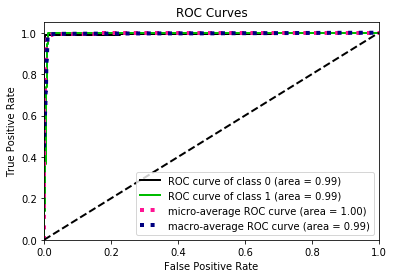 ROC Curves
1.0
0.8
0.6
0.4
0.2
0.0
True Positive Rate
ROC curve of class 0 (area = 0.99)
ROC curve of class 1 (area = 0.99)
micro-average ROC curve (area = 1.00)
macro-average ROC curve (area = 0.99)
0.0 0.2 0.4 0.6 0.8 1.0
False Positive Rate